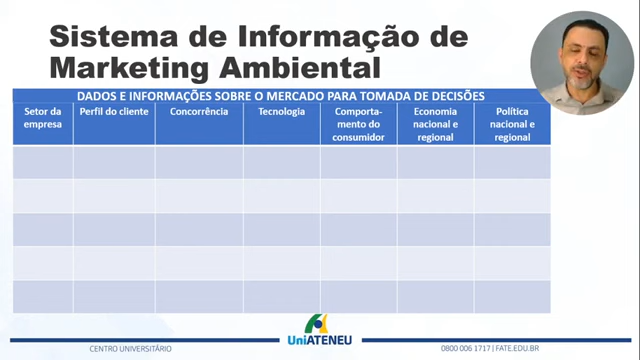 Sistema de Informação de
Marketing Ambiental
DADOS E INFORMAÇÕES SOBRE O MERCADO PARA TOMADA DE DECISÕES
Setor da
empresa
Perfil do cliente
Concorrência
Tecnologia
Comporta-
mento do
consumidor
Economia
nacional e
regional
Política
nacional e
regional
CENTRO UNIVERSITÁRIO
UniATENEU
0800 006 1717 | FATE.EDU.BR